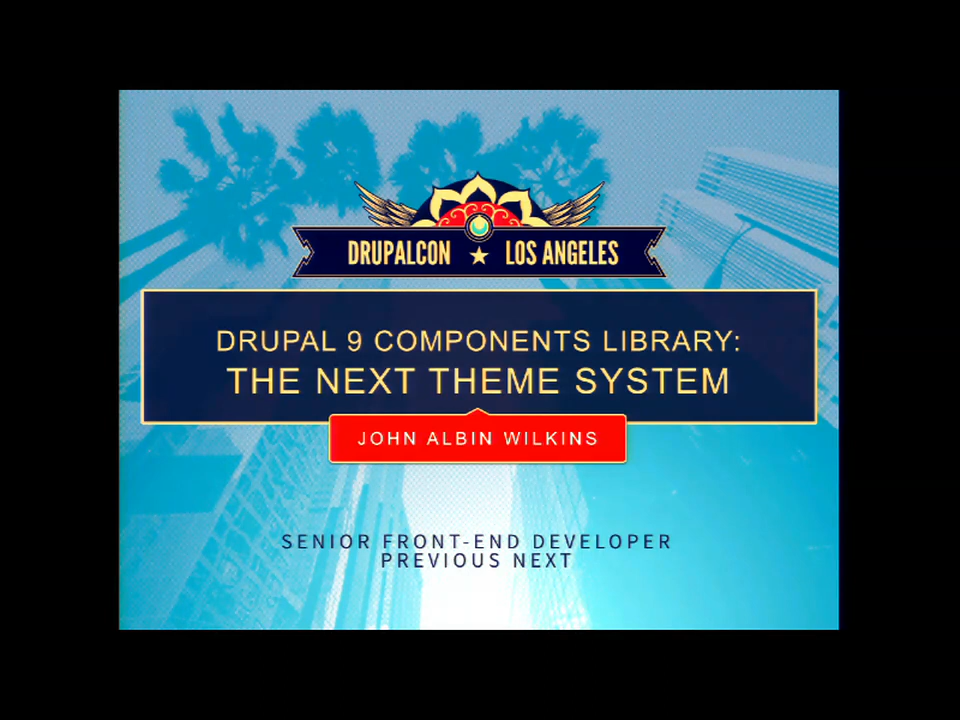 DRUPALCON ★ LOS ANGELES
DRUPAL 9 COMPONENTS LIBRARY:
THE NEXT THEME SYSTEM
JOHN ALBIN WILKINS
SENIOR FRONT-END DEVELOPER
PREVIOUS NEXT